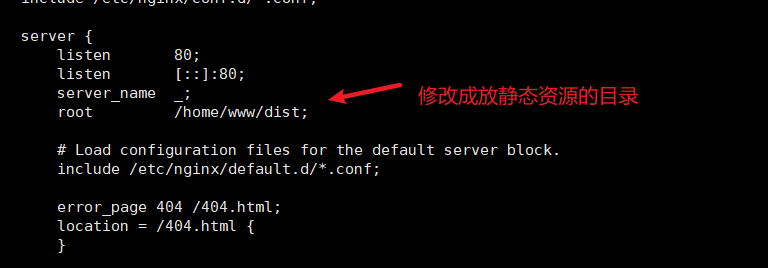 include /etc/nginx/conf.d/*.conf;
server {
listen 80;
listen [::]:80;
server_name _;
root /home/www/dist;
修改成放静态资源的目录
# Load configuration files for the default server block.
include /etc/nginx/default.d/*.conf;
error_page 404 /404.html;
location = /404.html {
}